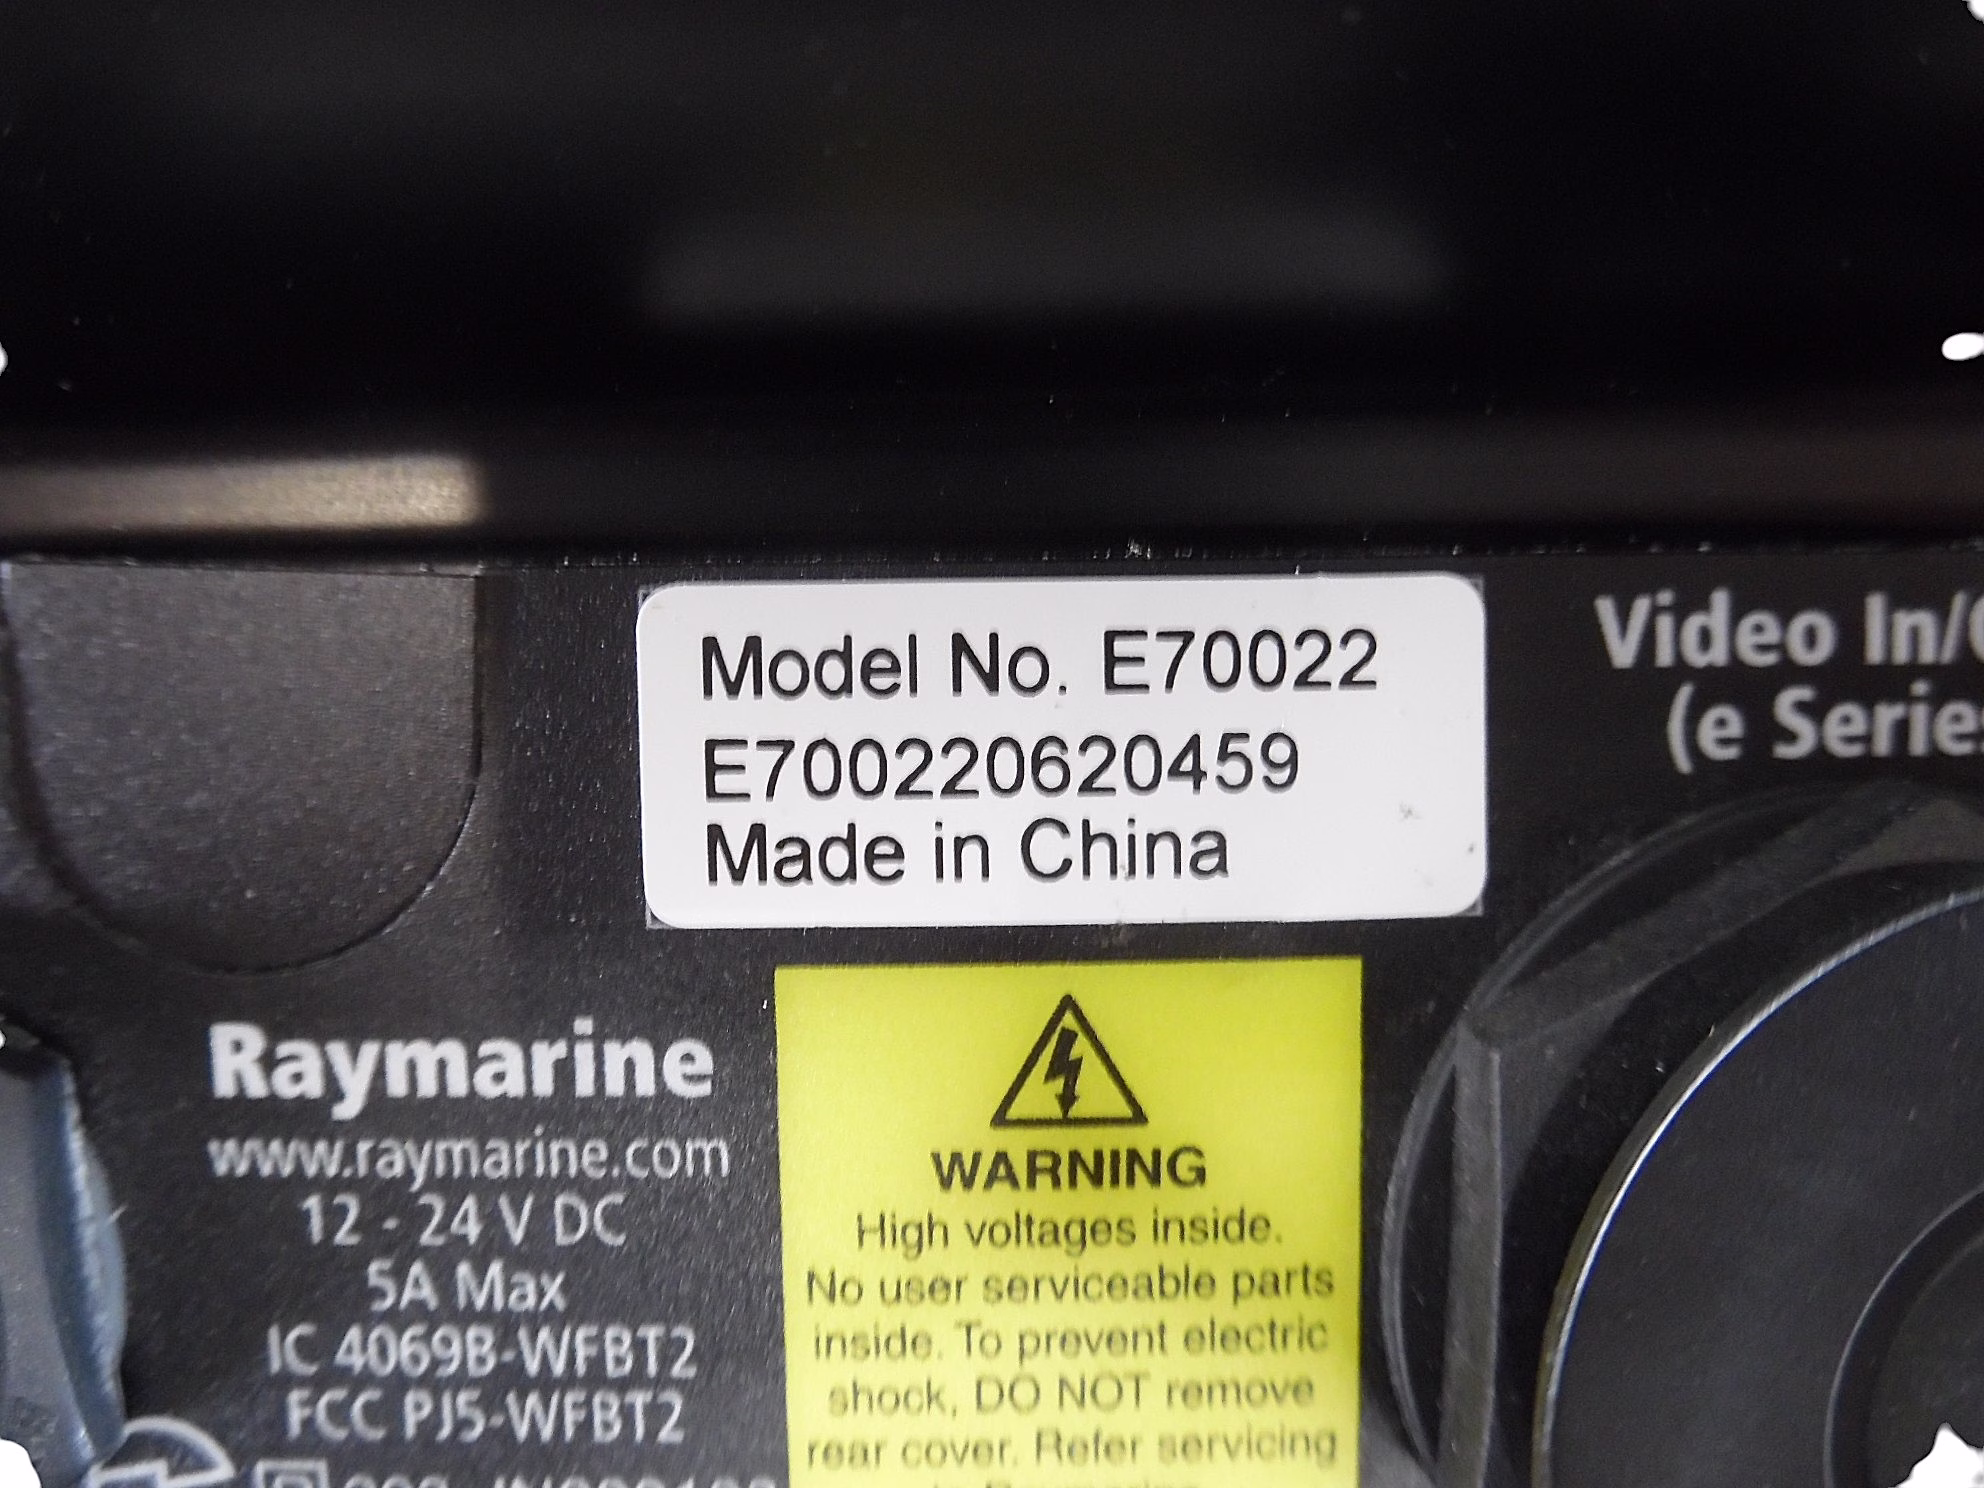 Model No. E70022
E700220620459
Made in China
Video In/
(e Series
Raymarine
www.raymarine.com
12 - 24 V DC
5A Max
IC 4069B-WFBT2
FCC PJ5-WFBT2
WARNING
High voltages inside.
No user serviceable parts
inside. To prevent electric
shock, DO NOT remove
rear cover. Refer servicing